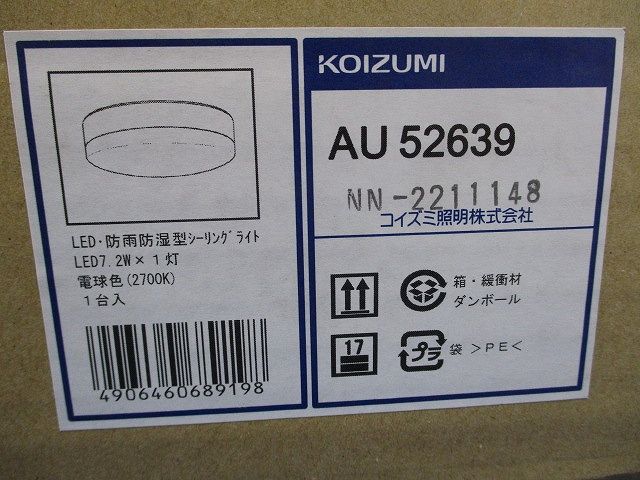 LED・防雨防湿型シーリングライト
LED7.2W×1灯
電球色(2700K)
1台入
4906460689198
KOIZUMI
AU 52639
NN-2211148
コイズミ照明株式会社
箱・緩衝材
ダンボール
17
プラ
袋 >PE<